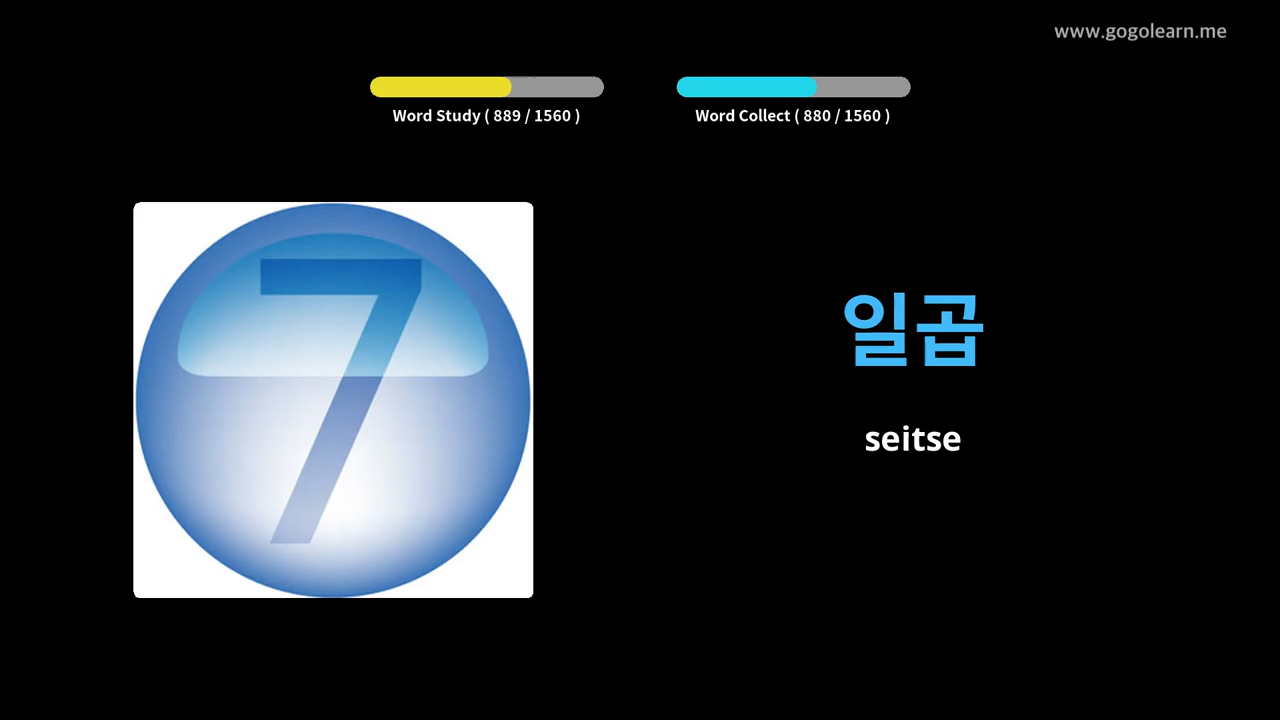 www.gogolearn.me
Word Study ( 889 / 1560 )
Word Collect ( 880 / 1560 )
7
일곱
seitse